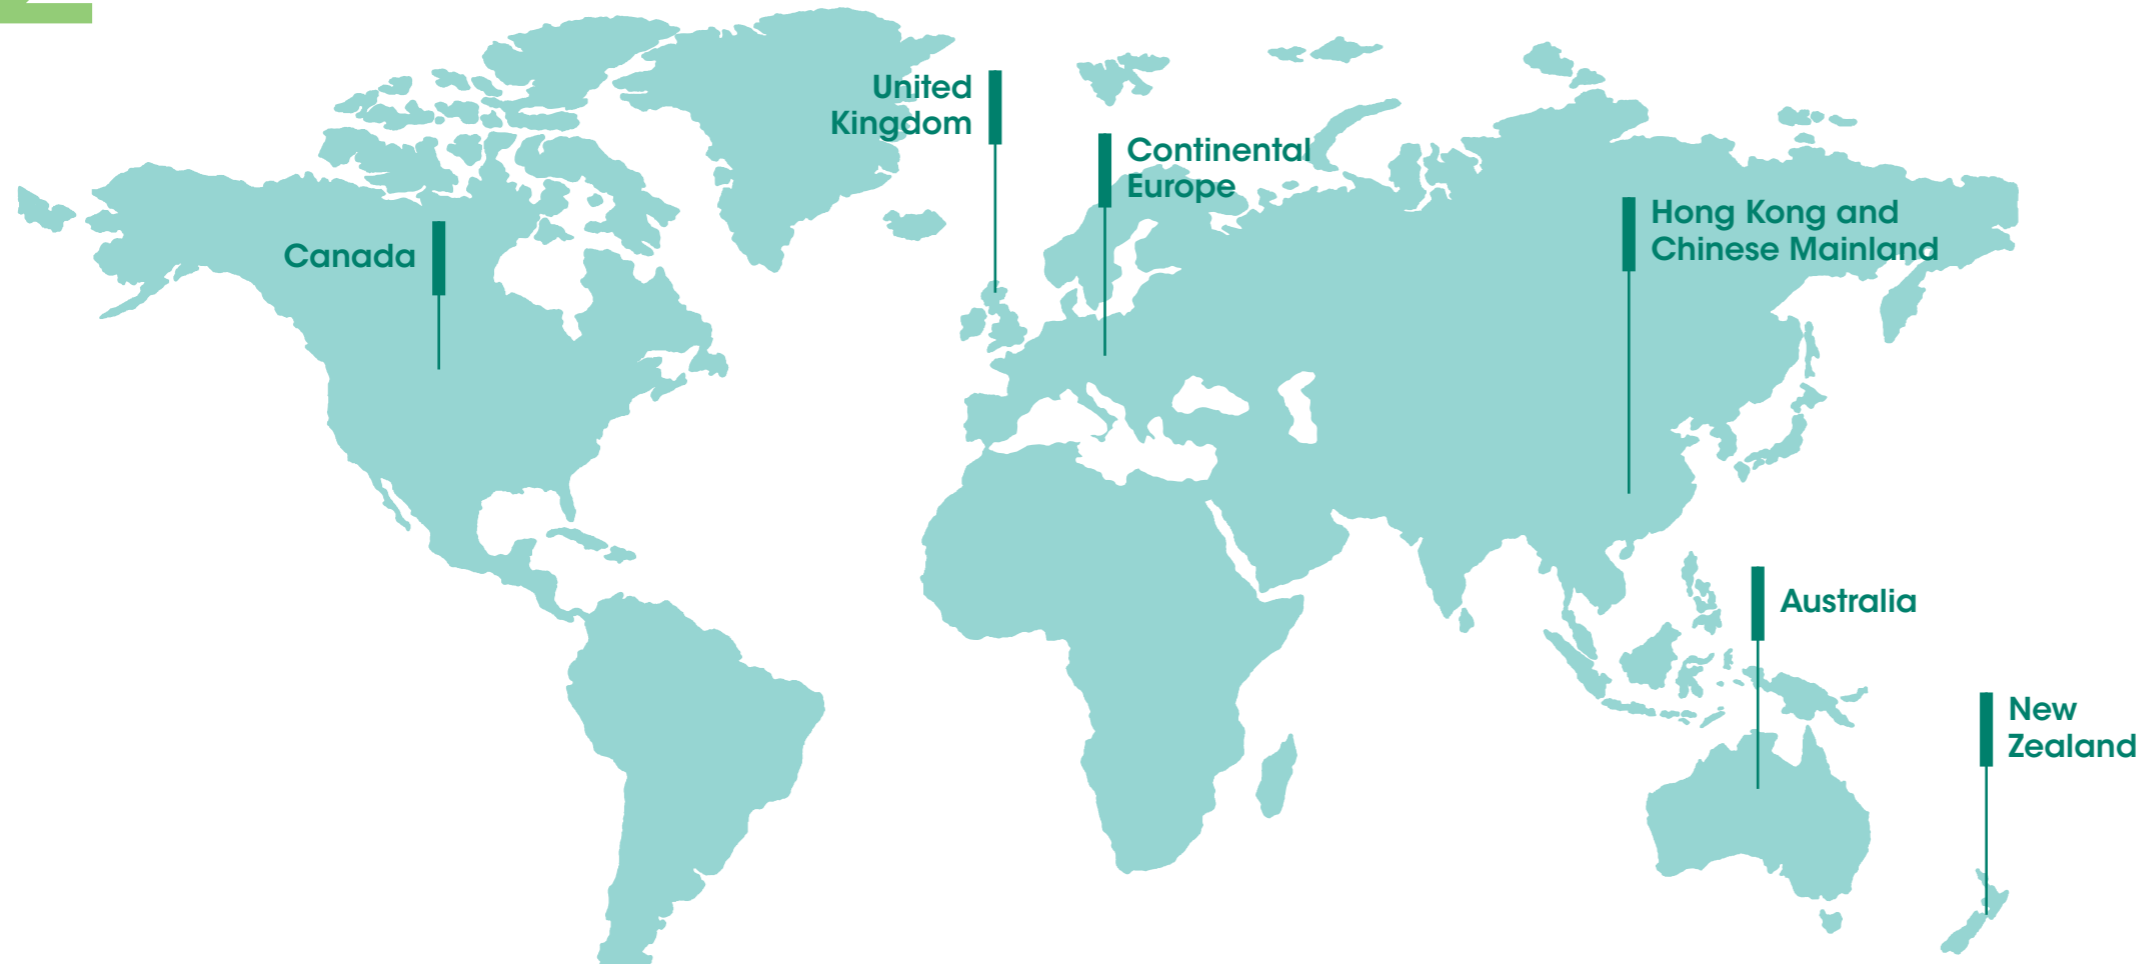 United
Kingdom
Continental
Europe
Hong Kong and
Chinese Mainland
Canada
Australia
New
Zealand